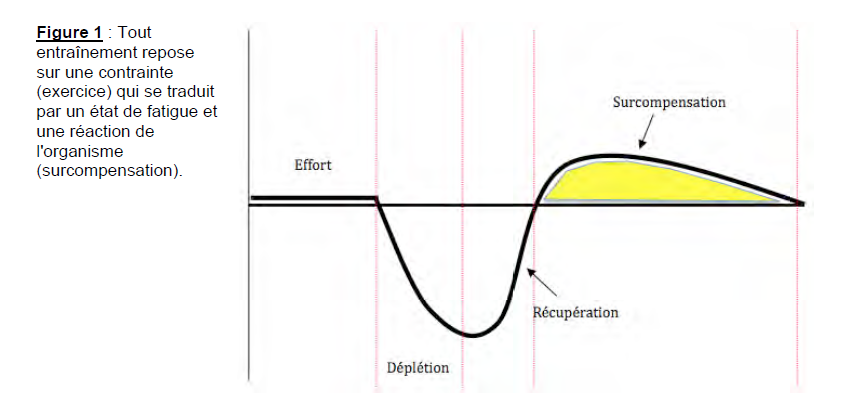 Figure 1 : Tout
entraînement repose
sur une contrainte
(exercice) qui se traduit
par un état de fatigue et
une réaction de
l'organisme
(surcompensation).
Surcompensation
Effort
Récupération
Déplétion